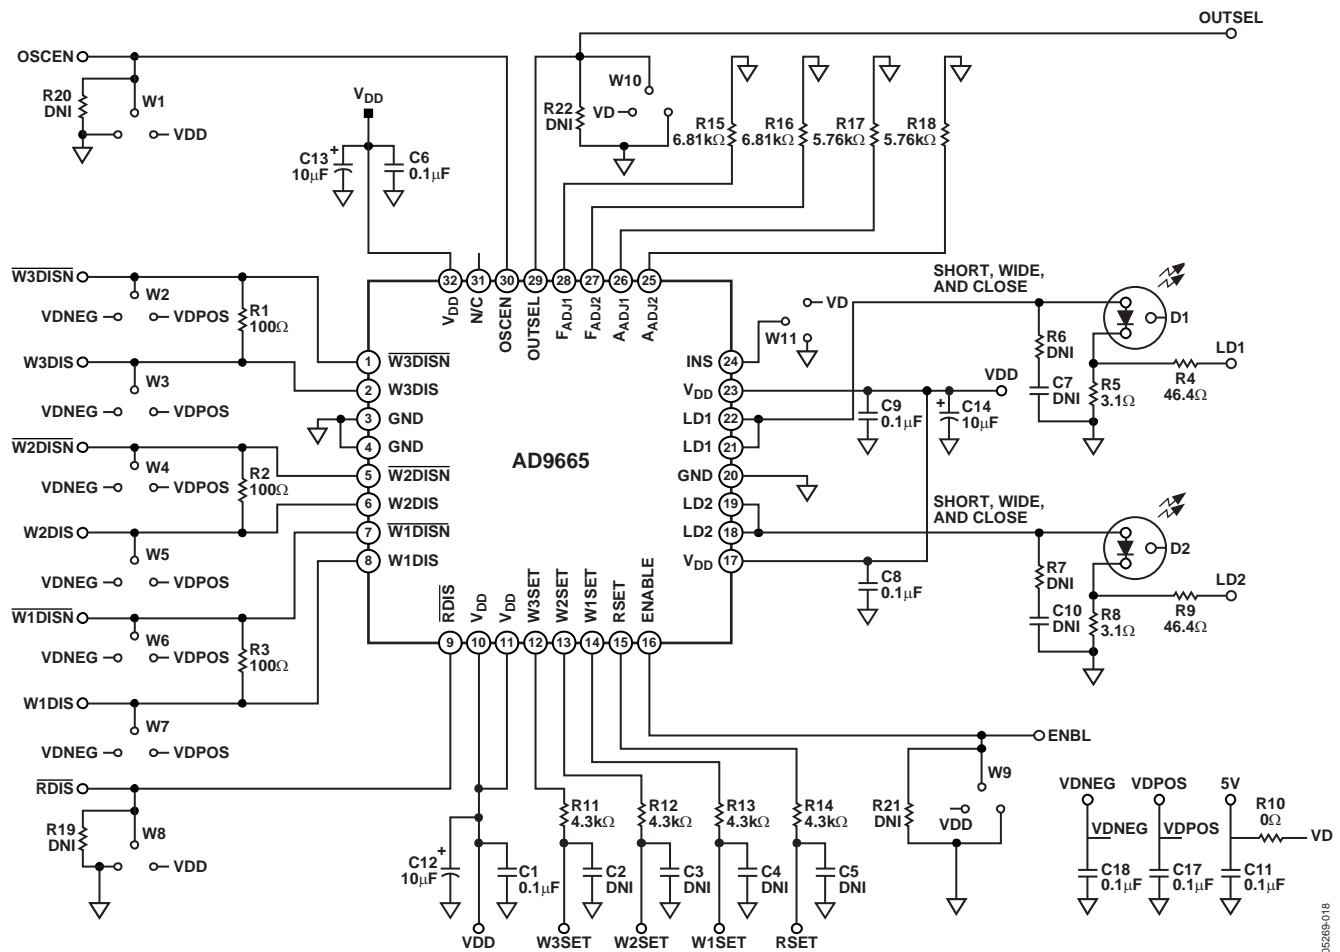 OUTSEL
OSCEN
R20
DNI
W1
VDD
VDD
C13
10µF
+
C6
0.1µF
R22
DNI
W10
VD
R15
6.81kΩ
R16
6.81kΩ
R17
5.76kΩ
R18
5.76kΩ
W3DISN
W2
VDNEG
VDPOS
R1
100Ω
W3DIS
W3
VDNEG
VDPOS
W2DISN
W4
VDNEG
VDPOS
R2
100Ω
W2DIS
W5
VDNEG
VDPOS
W1DISN
W6
VDNEG
VDPOS
R3
100Ω
W1DIS
W7
VDNEG
VDPOS
RDIS
R19
DNI
W8
VDD
32 31 30 29 28 27 26 25
VDD
N/C
OSCEN
OUTSEL
FADJ1
FADJ2
AADJ1
AADJ2
1 W3DISN
2 W3DIS
3 GND
4 GND
5 W2DISN
6 W2DIS
7 W1DISN
8 W1DIS
AD9665
INS 24
VDD 23
LD1 22
LD1 21
GND 20
LD2 19
LD2 18
VDD 17
RDIS
VDD
VDD
W3SET
W2SET
W1SET
RSET
ENABLE
9 10 11 12 13 14 15 16
VD
W11
SHORT, WIDE,
AND CLOSE
D1
R6
DNI
C7
DNI
R5
3.1Ω
R4
46.4Ω
LD1
VDD
C9
0.1µF
+
C14
10µF
SHORT, WIDE,
AND CLOSE
D2
R7
DNI
C10
DNI
R8
3.1Ω
R9
46.4Ω
LD2
C8
0.1µF
ENBL
W9
R21
DNI
VDD
C12
10µF
+
C1
0.1µF
R11
4.3kΩ
C2
DNI
R12
4.3kΩ
C3
DNI
R13
4.3kΩ
C4
DNI
R14
4.3kΩ
C5
DNI
VDD
W3SET
W2SET
W1SET
RSET
VDNEG
VDNEG
C18
0.1µF
VDPOS
VDPOS
C17
0.1µF
5V
R10
0Ω
VD
C11
0.1µF
05269-018